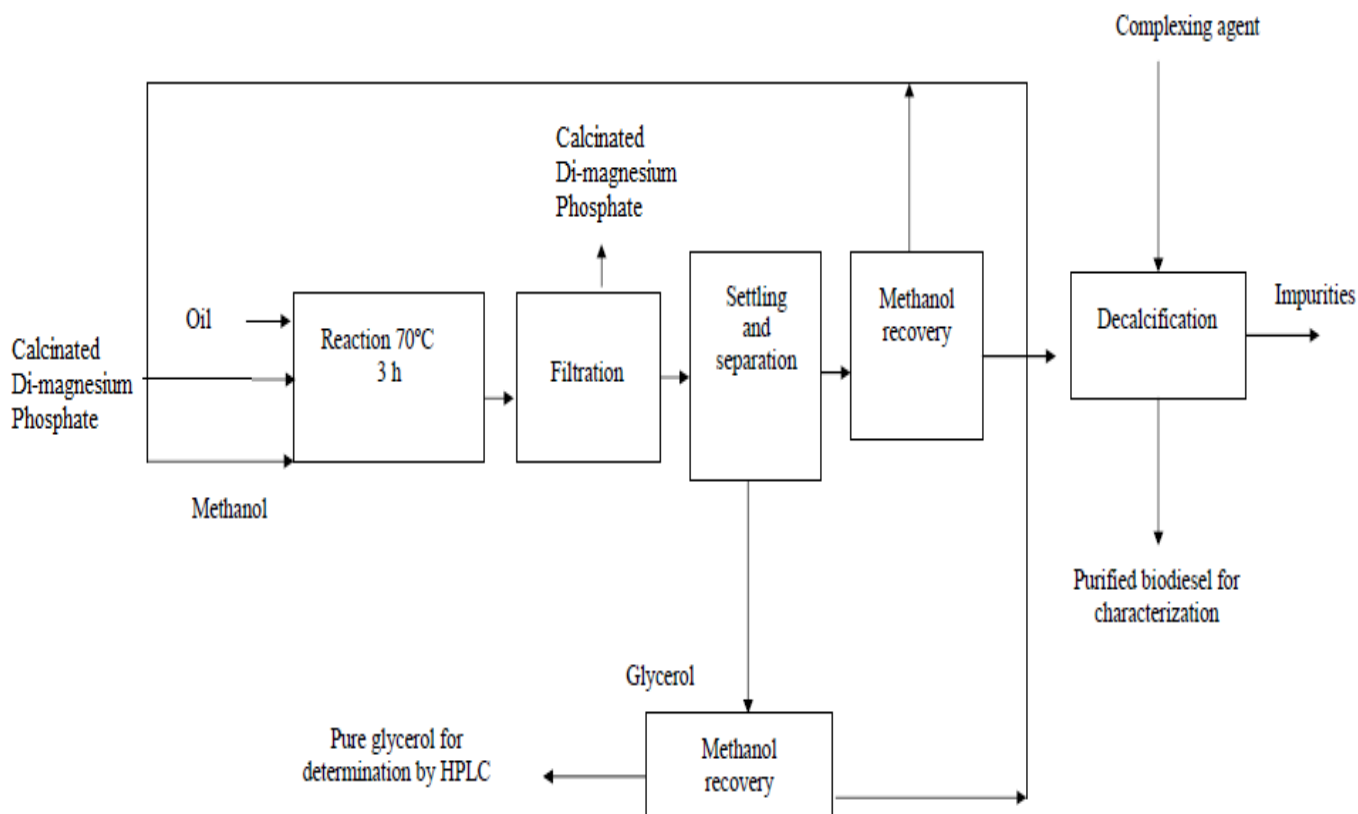 Complexing agent
Calcinated
Di-magnesium
Phosphate
Oil
Calcinated
Di-magnesium
Phosphate
Reaction 70°C
3 h
Filtration
Settling
and
separation
Methanol
recovery
Decalcification
Impurities
Methanol
Purified biodiesel for
characterization
Glycerol
Pure glycerol for
determination by HPLC
Methanol
recovery